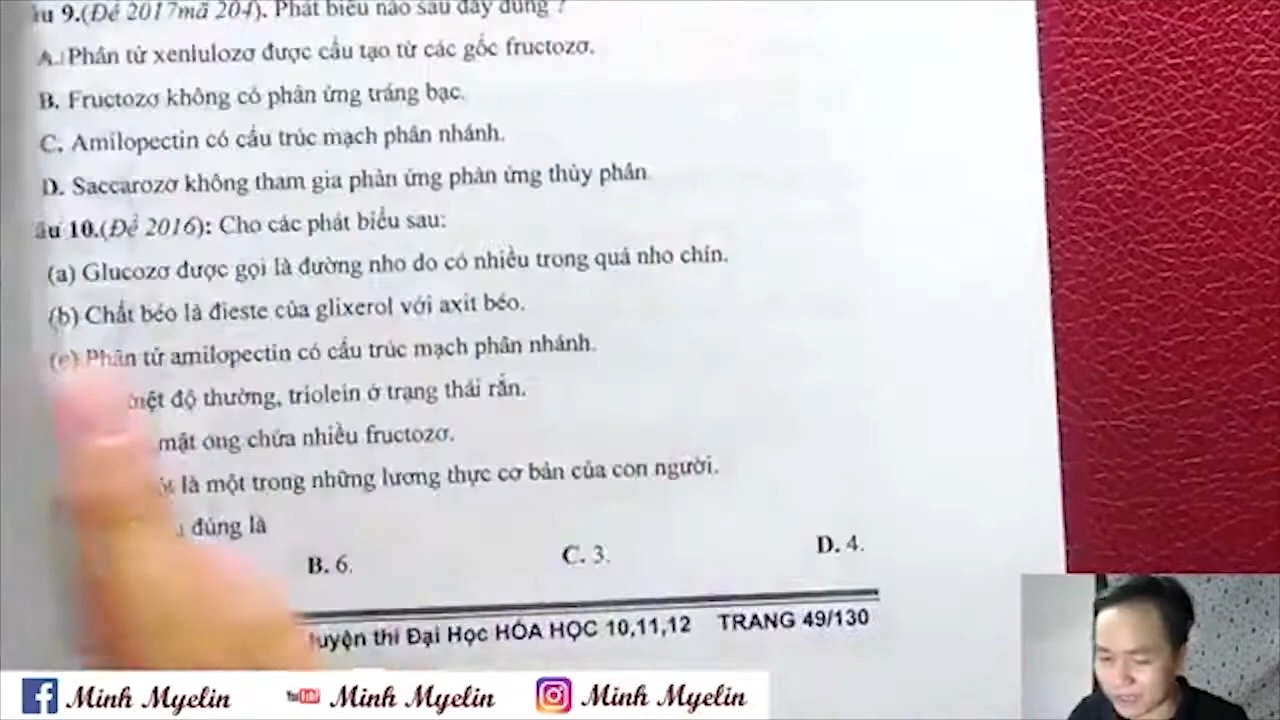 9.(Đề 2017mã 204). Phát biểu nào sau đây đúng ?
A. Phân tử xenlulozơ được cấu tạo từ các gốc fructozơ.
B. Fructozơ không có phản ứng tráng bạc.
C. Amilopectin có cấu trúc mạch phân nhánh.
D. Saccarozơ không tham gia phản ứng phản ứng thủy phân.
10.(Đề 2016): Cho các phát biểu sau:
(a) Glucozơ được gọi là đường nho do có nhiều trong quả nho chín.
(b) Chất béo là đieste của glixerol với axit béo.
Phân tử amilopectin có cấu trúc mạch phân nhánh.
độ thường, triolein ở trạng thái rắn.
mật ong chứa nhiều fructozơ.
là một trong những lương thực cơ bản của con người.
đúng là
B. 6. C. 3. D. 4.
thi Đại Học HÓA HỌC 10,11,12 TRANG 49/130
Minh Myelin YouTube Minh Myelin Minh Myelin